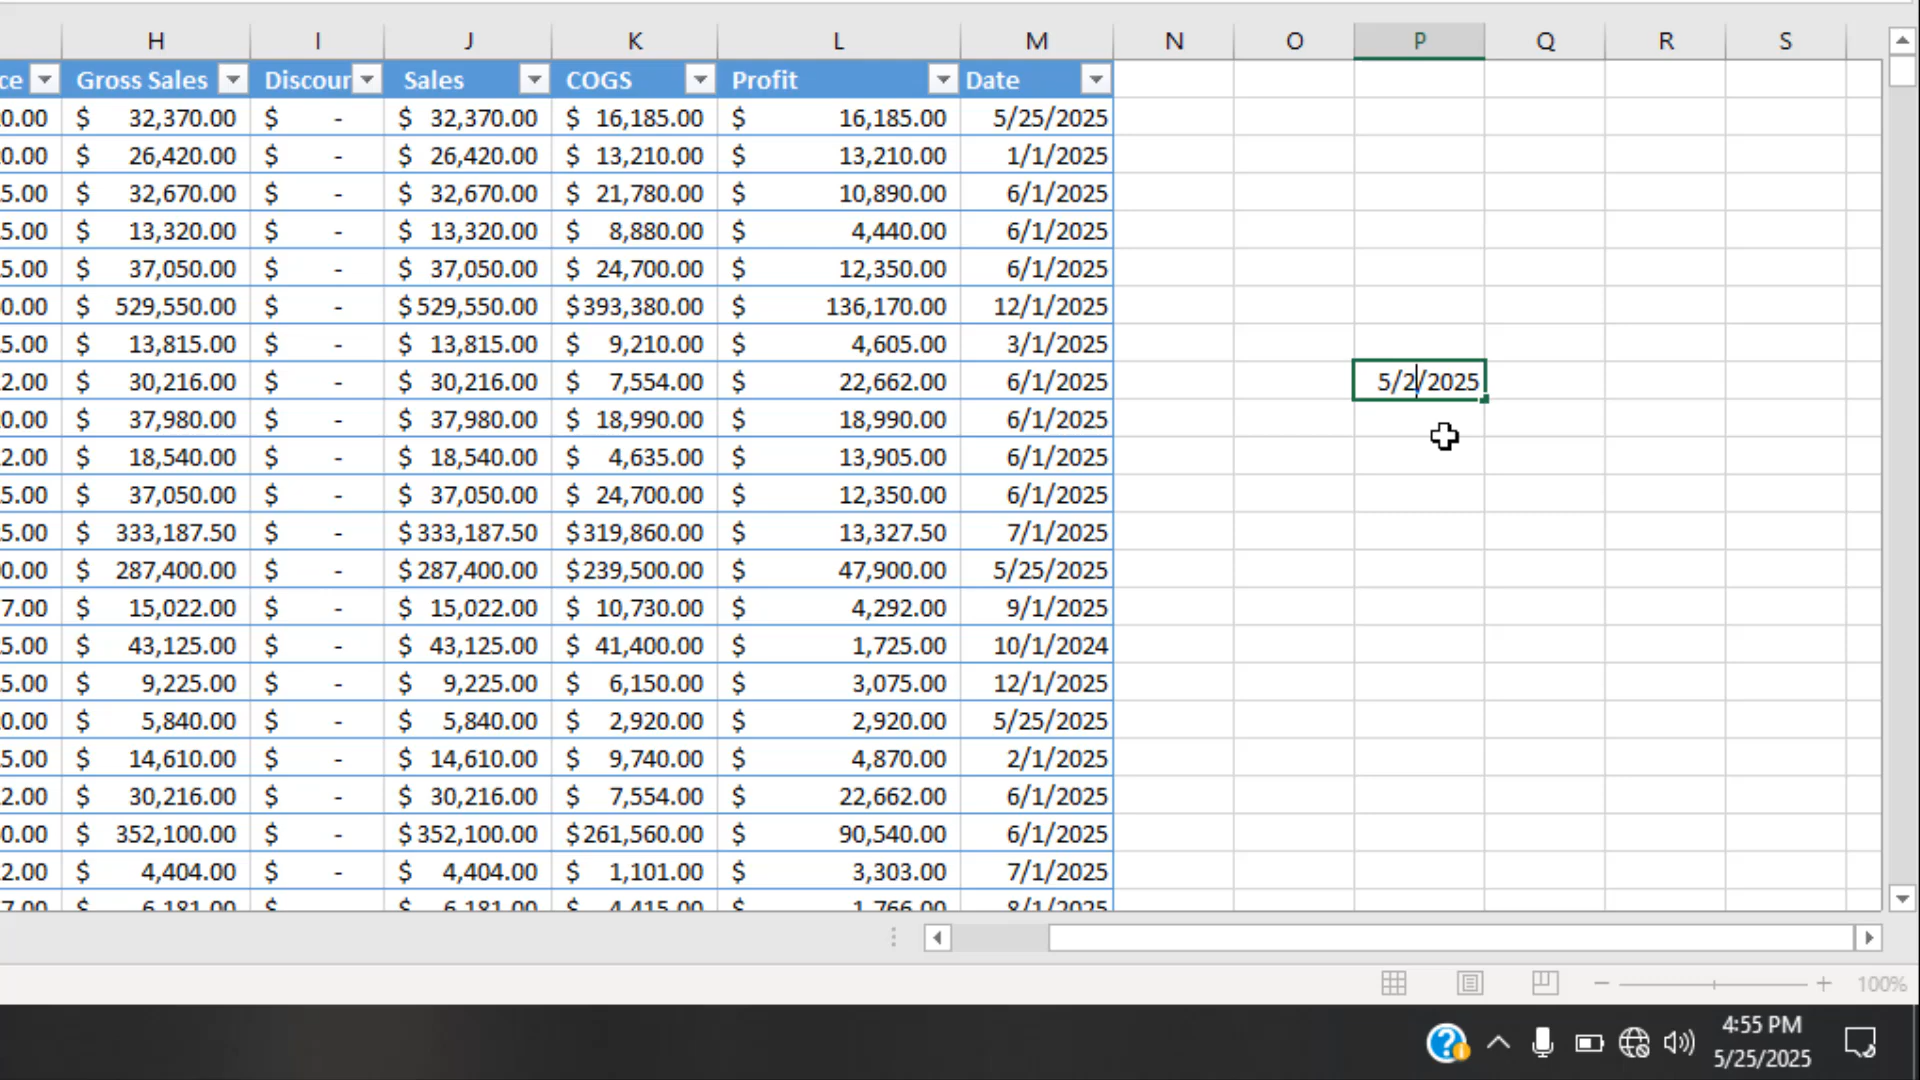 H I J K L M N O P Q R S
ce Gross Sales Discour Sales COGS Profit Date
0.00 $ 32,370.00 $ - $ 32,370.00 $ 16,185.00 $ 16,185.00 5/25/2025
0.00 $ 26,420.00 $ - $ 26,420.00 $ 13,210.00 $ 13,210.00 1/1/2025
5.00 $ 32,670.00 $ - $ 32,670.00 $ 21,780.00 $ 10,890.00 6/1/2025
5.00 $ 13,320.00 $ - $ 13,320.00 $ 8,880.00 $ 4,440.00 6/1/2025
5.00 $ 37,050.00 $ - $ 37,050.00 $ 24,700.00 $ 12,350.00 6/1/2025
0.00 $ 529,550.00 $ - $ 529,550.00 $393,380.00 $ 136,170.00 12/1/2025
5.00 $ 13,815.00 $ - $ 13,815.00 $ 9,210.00 $ 4,605.00 3/1/2025
2.00 $ 30,216.00 $ - $ 30,216.00 $ 7,554.00 $ 22,662.00 6/1/2025 5/2/2025
0.00 $ 37,980.00 $ - $ 37,980.00 $ 18,990.00 $ 18,990.00 6/1/2025
2.00 $ 18,540.00 $ - $ 18,540.00 $ 4,635.00 $ 13,905.00 6/1/2025
5.00 $ 37,050.00 $ - $ 37,050.00 $ 24,700.00 $ 12,350.00 6/1/2025
5.00 $ 333,187.50 $ - $ 333,187.50 $319,860.00 $ 13,327.50 7/1/2025
0.00 $ 287,400.00 $ - $ 287,400.00 $239,500.00 $ 47,900.00 5/25/2025
7.00 $ 15,022.00 $ - $ 15,022.00 $ 10,730.00 $ 4,292.00 9/1/2025
5.00 $ 43,125.00 $ - $ 43,125.00 $ 41,400.00 $ 1,725.00 10/1/2024
5.00 $ 9,225.00 $ - $ 9,225.00 $ 6,150.00 $ 3,075.00 12/1/2025
0.00 $ 5,840.00 $ - $ 5,840.00 $ 2,920.00 $ 2,920.00 5/25/2025
5.00 $ 14,610.00 $ - $ 14,610.00 $ 9,740.00 $ 4,870.00 2/1/2025
2.00 $ 30,216.00 $ - $ 30,216.00 $ 7,554.00 $ 22,662.00 6/1/2025
0.00 $ 352,100.00 $ - $ 352,100.00 $261,560.00 $ 90,540.00 6/1/2025
2.00 $ 4,404.00 $ - $ 4,404.00 $ 1,101.00 $ 3,303.00 7/1/2025
7.00 $ 6,181.00 $ $ 6,181.00 $ 4,415.00 $ 1,766.00 8/1/2025
100%
4:55 PM
5/25/2025